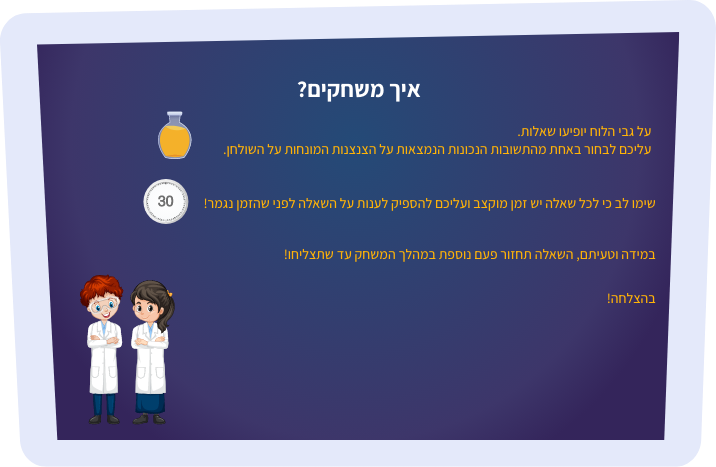 איך משחקים?
על גבי הלוח יופיעו שאלות.
עליכם לבחור באחת מהתשובות הנכונות הנמצאות על הצנצנות המונחות על השולחן.
30
שימו לב כי לכל שאלה יש זמן מוקצב ועליכם להספיק לענות על השאלה לפני שהזמן נגמר!
במידה וטעיתם, השאלה תחזור פעם נוספת במהלך המשחק עד שתצליחו!
בהצלחה!